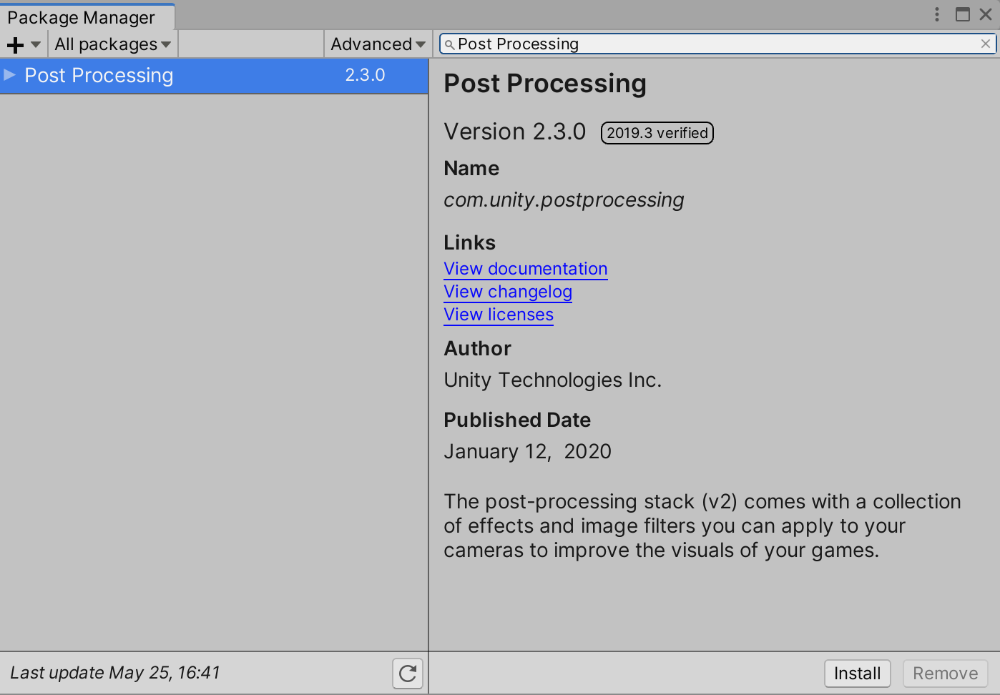 Package Manager
All packages Advanced Post Processing
Post Processing 2.3.0
Post Processing
Version 2.3.0 2019.3 verified
Name
com.unity.postprocessing
Links
View documentation
View changelog
View licenses
Author
Unity Technologies Inc.
Published Date
January 12, 2020
The post-processing stack (v2) comes with a collection
of effects and image filters you can apply to your
cameras to improve the visuals of your games.
Last update May 25, 16:41
Install Remove